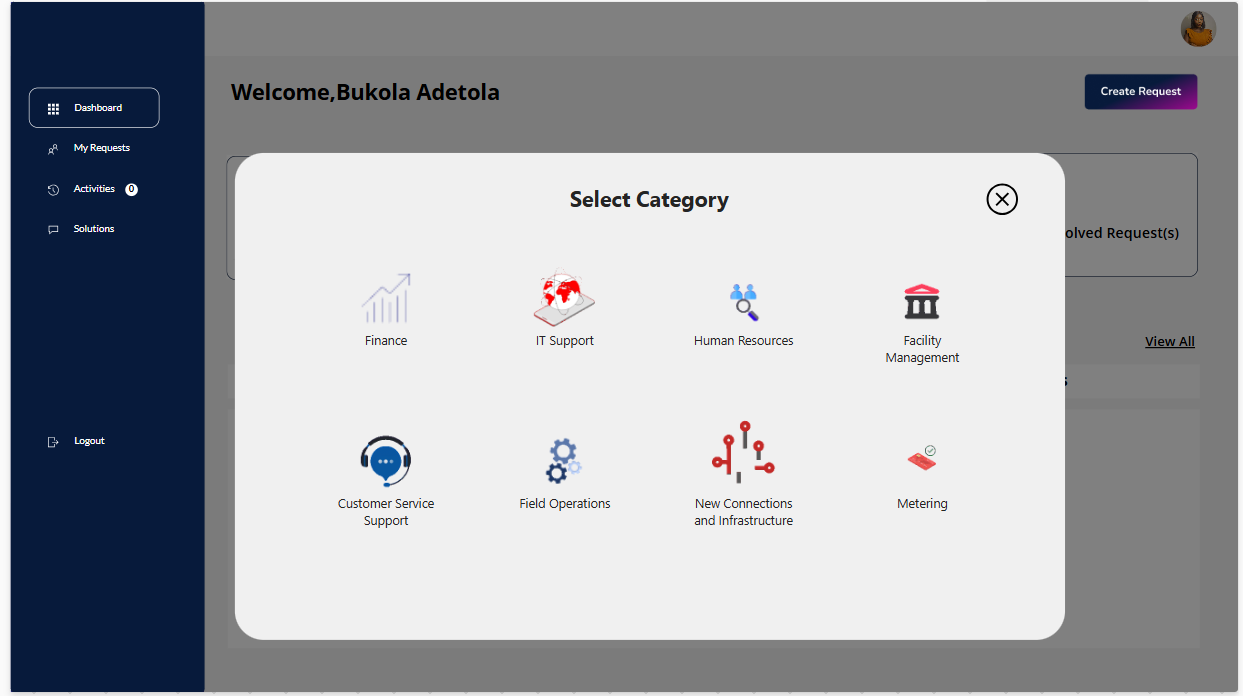 Dashboard
My Requests
Activities 0
Solutions
Logout
Welcome,Bukola Adetola
Create Request
olved Request(s)
View All
Select Category
Finance
IT Support
Human Resources
Facility
Management
Customer Service
Support
Field Operations
New Connections
and Infrastructure
Metering